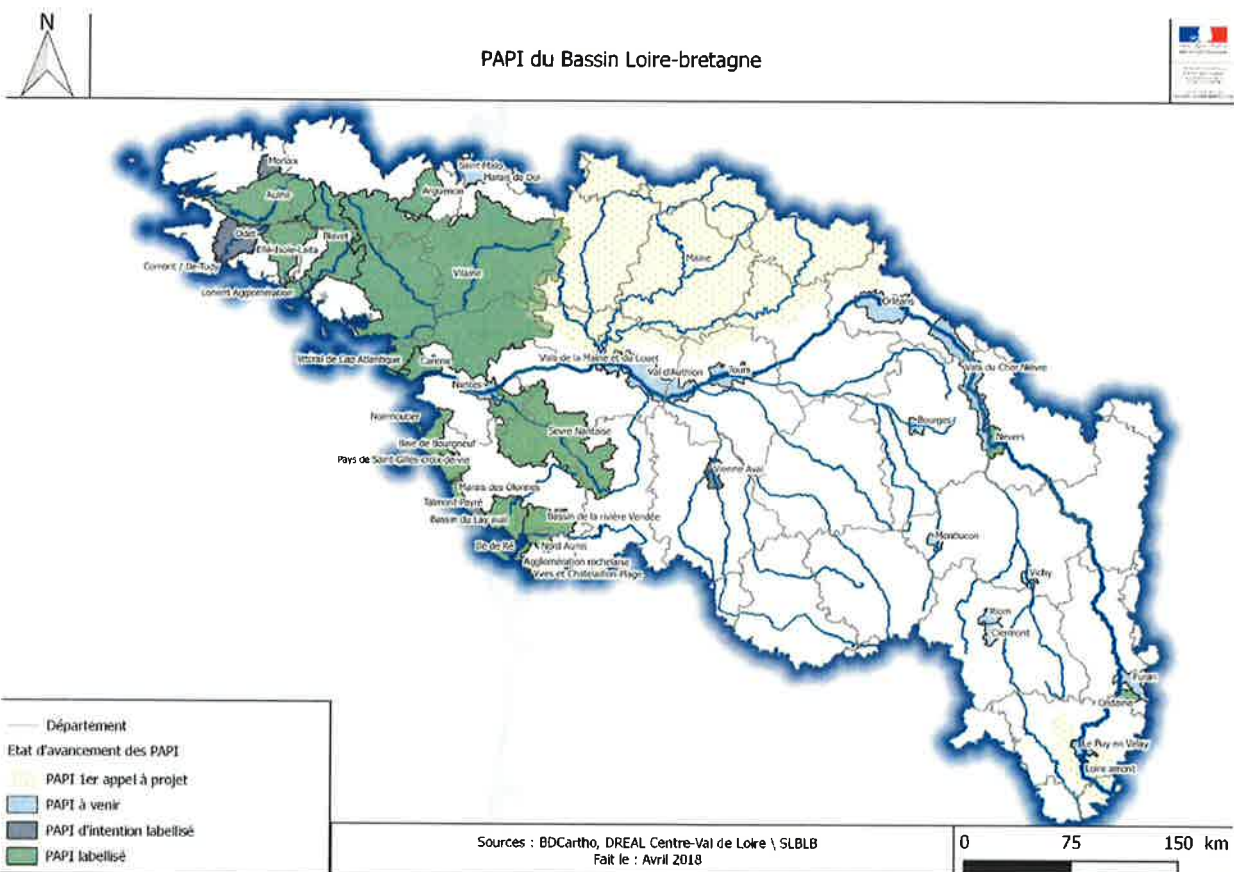 N
PAPI du Bassin Loire-bretagne
Morlaix
Saint-Malo
Marais de Dol
Aulne
Arguenon
Odet
Blavet
Ellé-Isole-Laïta
Vilaine
Maine
Lorient Agglomération
Orléans
Littoral de Cap Atlantique
Carene
Vals de la Maine et du Louet
Val d'Authion
Tours
Vals du Cher Nièvre
Nantes
Noirmoutier
Bourges
Sèvre Nantaise
Nevers
Baie de Bourgneuf
Pays de Saint-Gilles-croix-de-vie
Vienne Aval
Marais des Olonnes
Talmont Payré
Bassin du Lay aval
Bassin de la rivière Vendée
Ile de Ré
Nord Aunis
Montlucon
Agglomération rochelaise
Yves et Châtelaillon-Plage
Vichy
Riom
Clermont
Furan
Ondaine
Le Puy en Velay
Loire amont
Département
Etat d'avancement des PAPI
PAPI 1er appel à projet
PAPI à venir
PAPI d'intention labellisé
PAPI labellisé
Sources : BDCartho, DREAL Centre-Val de Loire \ SLBLB
Fait le : Avril 2018
0 75 150 km